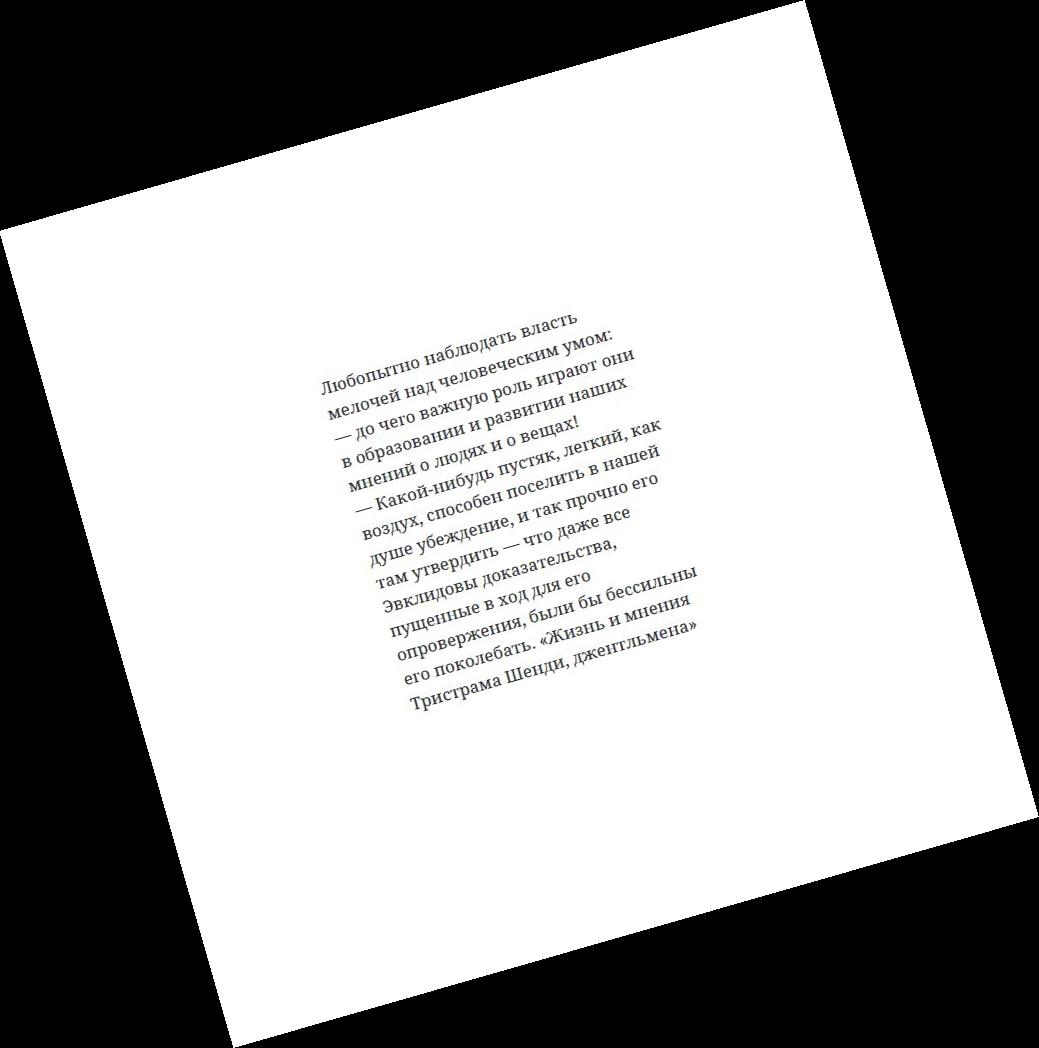 Любопытно наблюдать власть
мелочей над человеческим умом:
— до чего важную роль играют они
в образовании и развитии наших
мнений о людях и о вещах!
— Какой-нибудь пустяк, легкий, как
воздух, способен поселить в нашей
душе убеждение, и так прочно его
там утвердить — что даже все
Эвклидовы доказательства,
пущенные в ход для его
опровержения, были бы бессильны
его поколебать. «Жизнь и мнения
Тристрама Шенди, джентльмена»